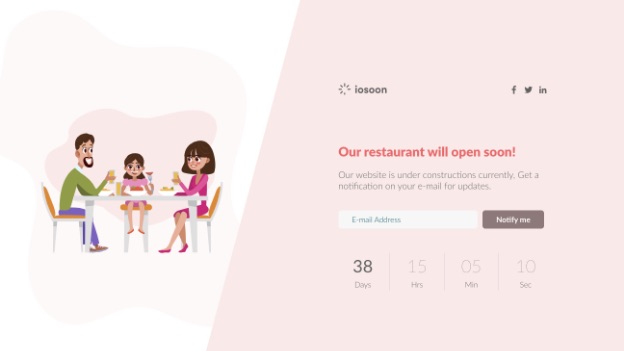 iosoon
Our restaurant will open soon!
Our website is under constructions currently, Get a
notification on your e-mail for updates.
E-mail Address
Notify me
38 15 05 10
Days Hrs Min Sec